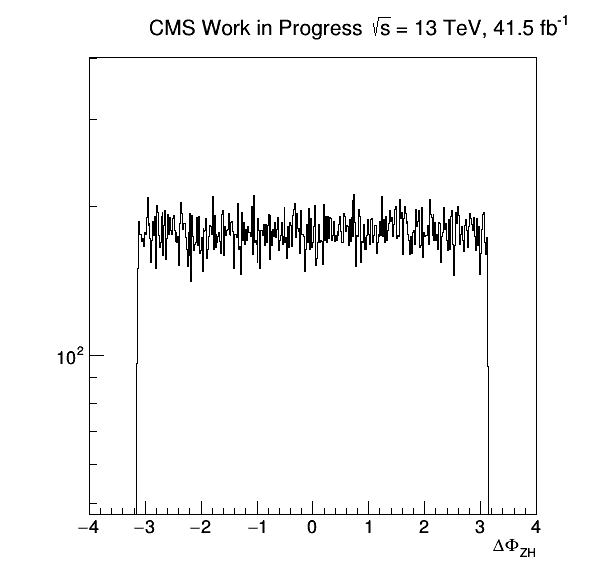 CMS Work in Progress √s = 13 TeV, 41.5 fb⁻¹
10²
−4 −3 −2 −1 0 1 2 3 4
ΔΦ_ZH